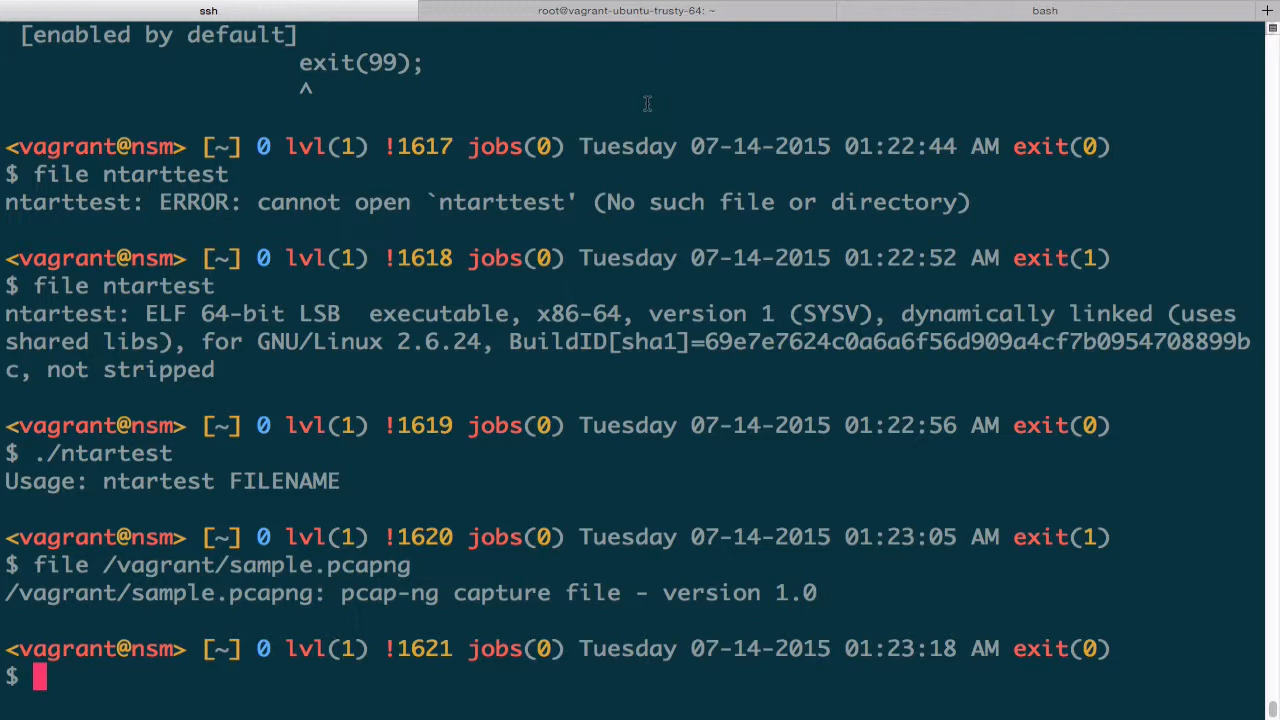 ssh
root@vagrant-ubuntu-trusty-64: ~
bash
+
[enabled by default]
exit(99);
^
<vagrant@nsm> [~] 0 lvl(1) !1617 jobs(0) Tuesday 07-14-2015 01:22:44 AM exit(0)
$ file ntarttest
ntarttest: ERROR: cannot open `ntarttest' (No such file or directory)
<vagrant@nsm> [~] 0 lvl(1) !1618 jobs(0) Tuesday 07-14-2015 01:22:52 AM exit(1)
$ file ntartest
ntartest: ELF 64-bit LSB  executable, x86-64, version 1 (SYSV), dynamically linked (uses
shared libs), for GNU/Linux 2.6.24, BuildID[sha1]=69e7e7624c0a6a6f56d909a4cf7b0954708899b
c, not stripped
<vagrant@nsm> [~] 0 lvl(1) !1619 jobs(0) Tuesday 07-14-2015 01:22:56 AM exit(0)
$ ./ntartest
Usage: ntartest FILENAME
<vagrant@nsm> [~] 0 lvl(1) !1620 jobs(0) Tuesday 07-14-2015 01:23:05 AM exit(1)
$ file /vagrant/sample.pcapng
/vagrant/sample.pcapng: pcap-ng capture file - version 1.0
<vagrant@nsm> [~] 0 lvl(1) !1621 jobs(0) Tuesday 07-14-2015 01:23:18 AM exit(0)
$